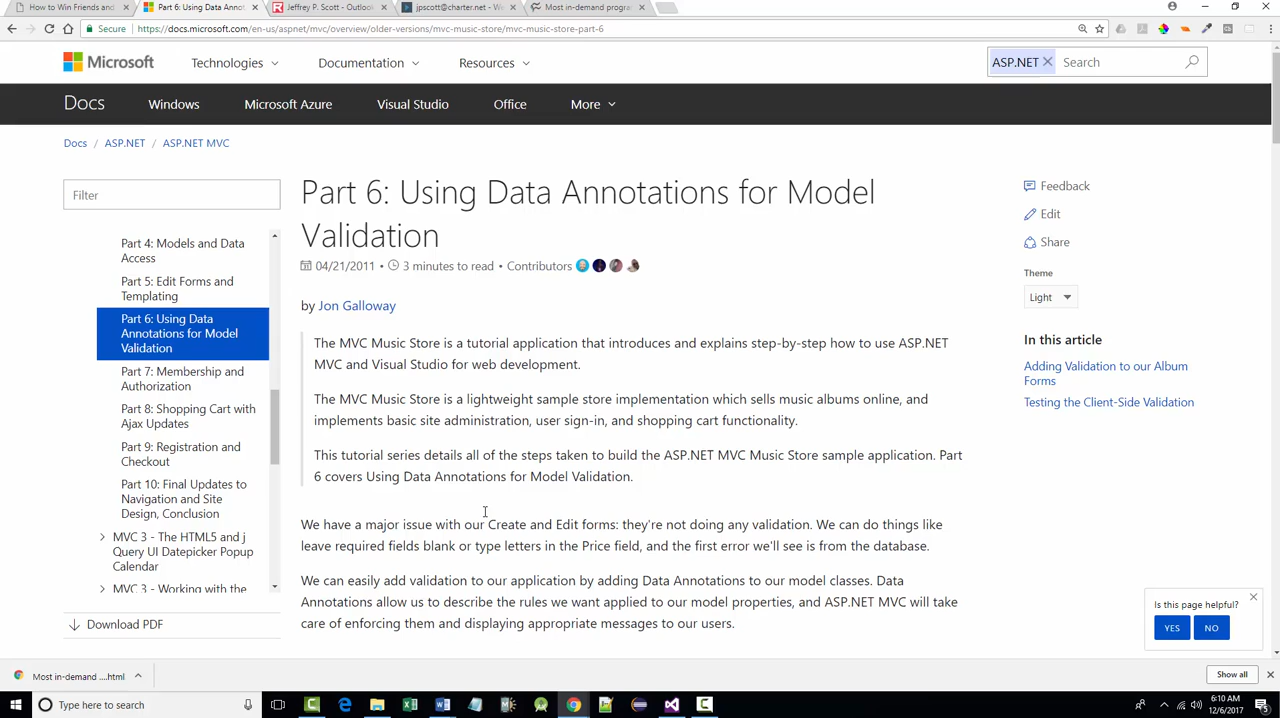 How to Win Friends and
Part 6: Using Data Annot
Jeffrey P. Scott - Outlook
jpscott@charter.net - We
Most in-demand progra
Secure
https://docs.microsoft.com/en-us/aspnet/mvc/overview/older-versions/mvc-music-store/mvc-music-store-part-6
Microsoft
Technologies
Documentation
Resources
ASP.NET
Search
Docs
Windows
Microsoft Azure
Visual Studio
Office
More
Docs / ASP.NET / ASP.NET MVC
Filter
Part 4: Models and Data
Access
Part 5: Edit Forms and
Templating
Part 6: Using Data
Annotations for Model
Validation
Part 7: Membership and
Authorization
Part 8: Shopping Cart with
Ajax Updates
Part 9: Registration and
Checkout
Part 10: Final Updates to
Navigation and Site
Design, Conclusion
MVC 3 - The HTML5 and j
Query UI Datepicker Popup
Calendar
MVC 3 - Working with the
Download PDF
Part 6: Using Data Annotations for Model
Validation
04/21/2011 • 3 minutes to read • Contributors
by Jon Galloway
The MVC Music Store is a tutorial application that introduces and explains step-by-step how to use ASP.NET
MVC and Visual Studio for web development.
The MVC Music Store is a lightweight sample store implementation which sells music albums online, and
implements basic site administration, user sign-in, and shopping cart functionality.
This tutorial series details all of the steps taken to build the ASP.NET MVC Music Store sample application. Part
6 covers Using Data Annotations for Model Validation.
We have a major issue with our Create and Edit forms: they're not doing any validation. We can do things like
leave required fields blank or type letters in the Price field, and the first error we'll see is from the database.
We can easily add validation to our application by adding Data Annotations to our model classes. Data
Annotations allow us to describe the rules we want applied to our model properties, and ASP.NET MVC will take
care of enforcing them and displaying appropriate messages to our users.
Feedback
Edit
Share
Theme
Light
In this article
Adding Validation to our Album
Forms
Testing the Client-Side Validation
Is this page helpful?
YES
NO
Most in-demand ....html
Show all
Type here to search
6:10 AM
12/6/2017